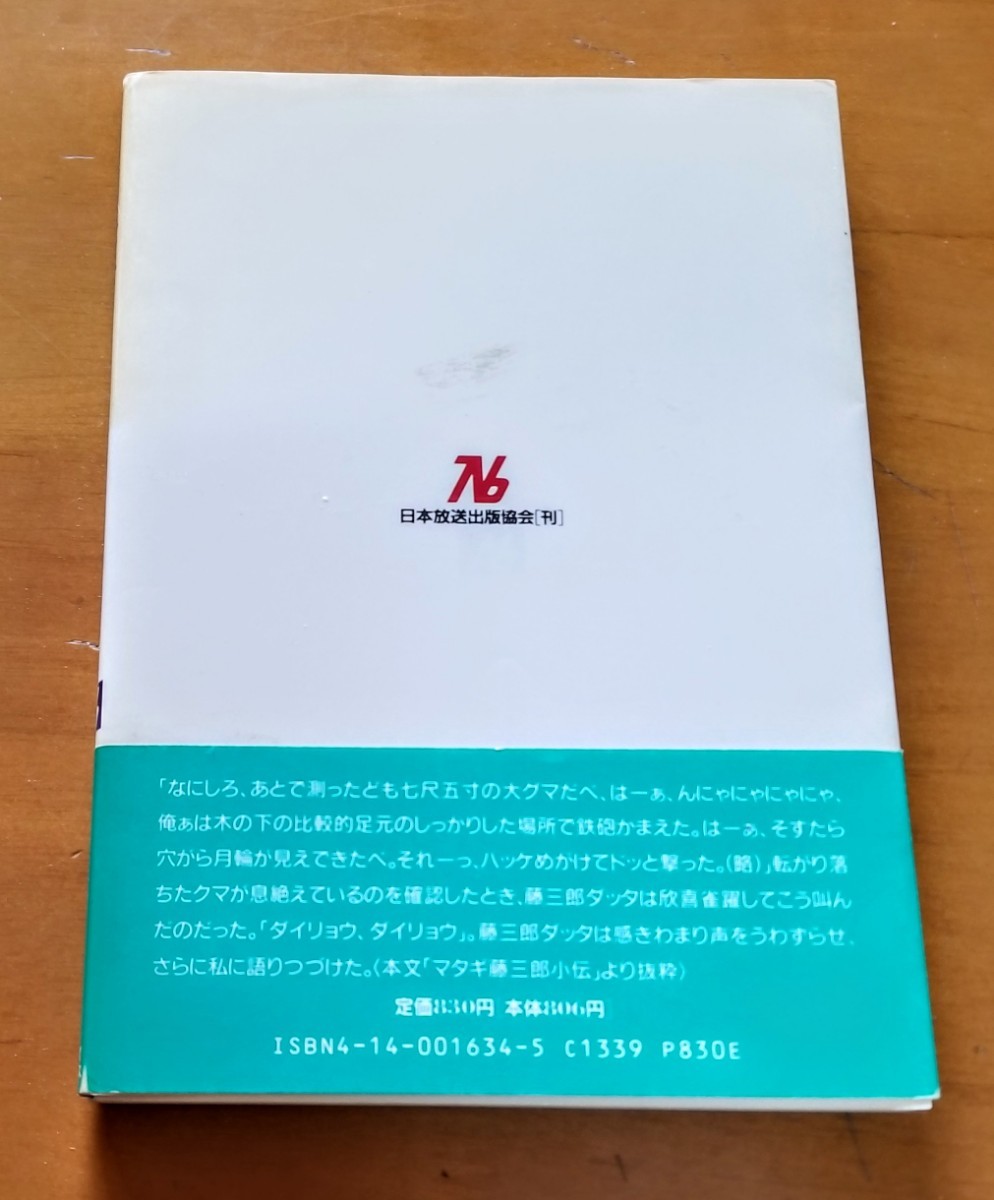 日本放送出版協会[刊]
「なにしろ、あとで測ったども七尺五寸の大グマだべ、はーぁ、んにゃにゃにゃにゃ、
俺ぁは木の下の比較的足元のしっかりした場所で鉄砲かまえた。はーぁ、そすたら
穴がら月輪が見えてきたべ。それーっ、ハッケめがけてドッと撃った。(略)」転がり落
ちたクマが息絶えているのを確認したとき、藤三郎ダッタは欣喜雀躍してこう叫ん
だのだった。「ダイリョウ、ダイリョウ」。藤三郎ダッタは感きわまり声をうわずらせ、
さらに私に語りつづけた。〈本文「マタギ藤三郎小伝」より抜粋〉
定価830円 本体806円
ISBN4-14-001634-5 C1339 P830E